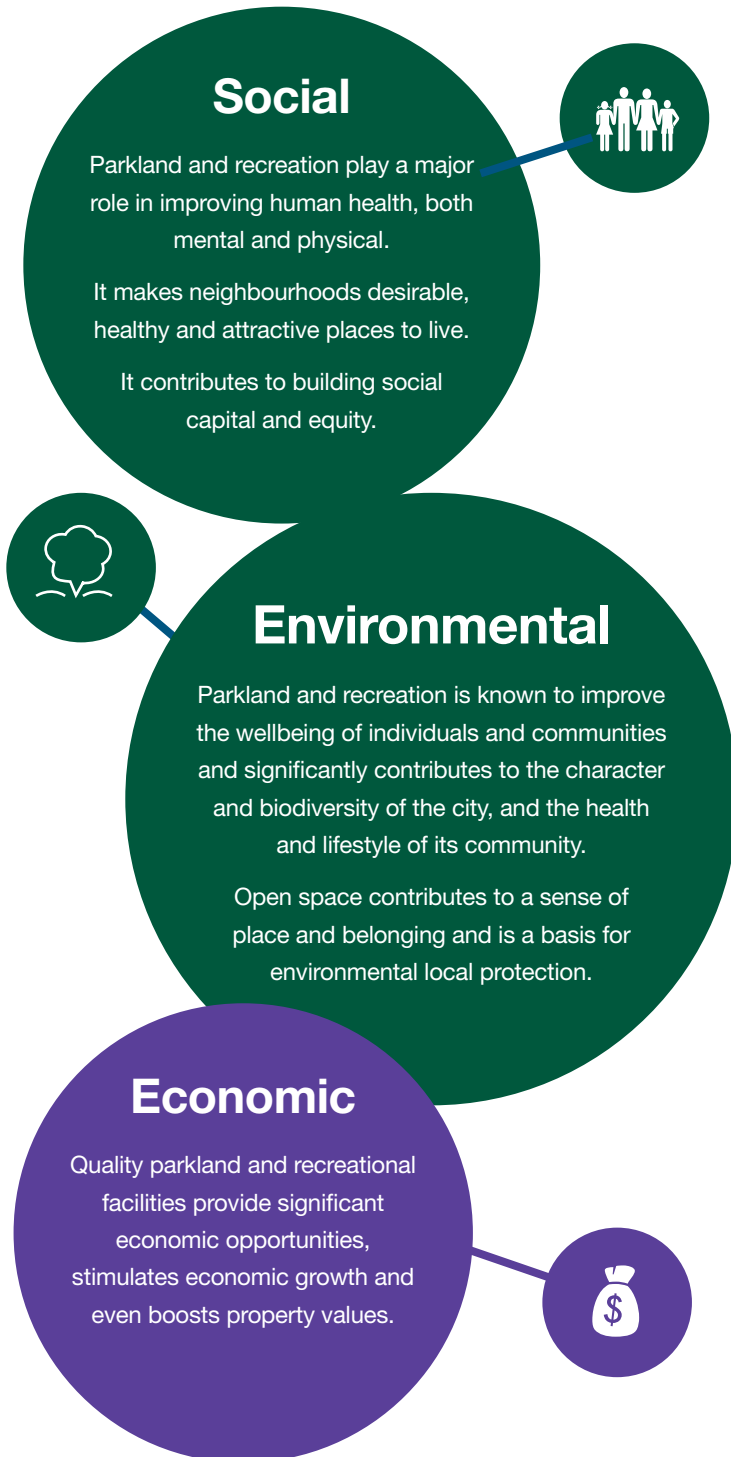 Social
Parkland and recreation play a major
role in improving human health, both
mental and physical.
It makes neighbourhoods desirable,
healthy and attractive places to live.
It contributes to building social
capital and equity.
Environmental
Parkland and recreation is known to improve
the wellbeing of individuals and communities
and significantly contributes to the character
and biodiversity of the city, and the health
and lifestyle of its community.
Open space contributes to a sense of
place and belonging and is a basis for
environmental local protection.
Economic
Quality parkland and recreational
facilities provide significant
economic opportunities,
stimulates economic growth and
even boosts property values.
$